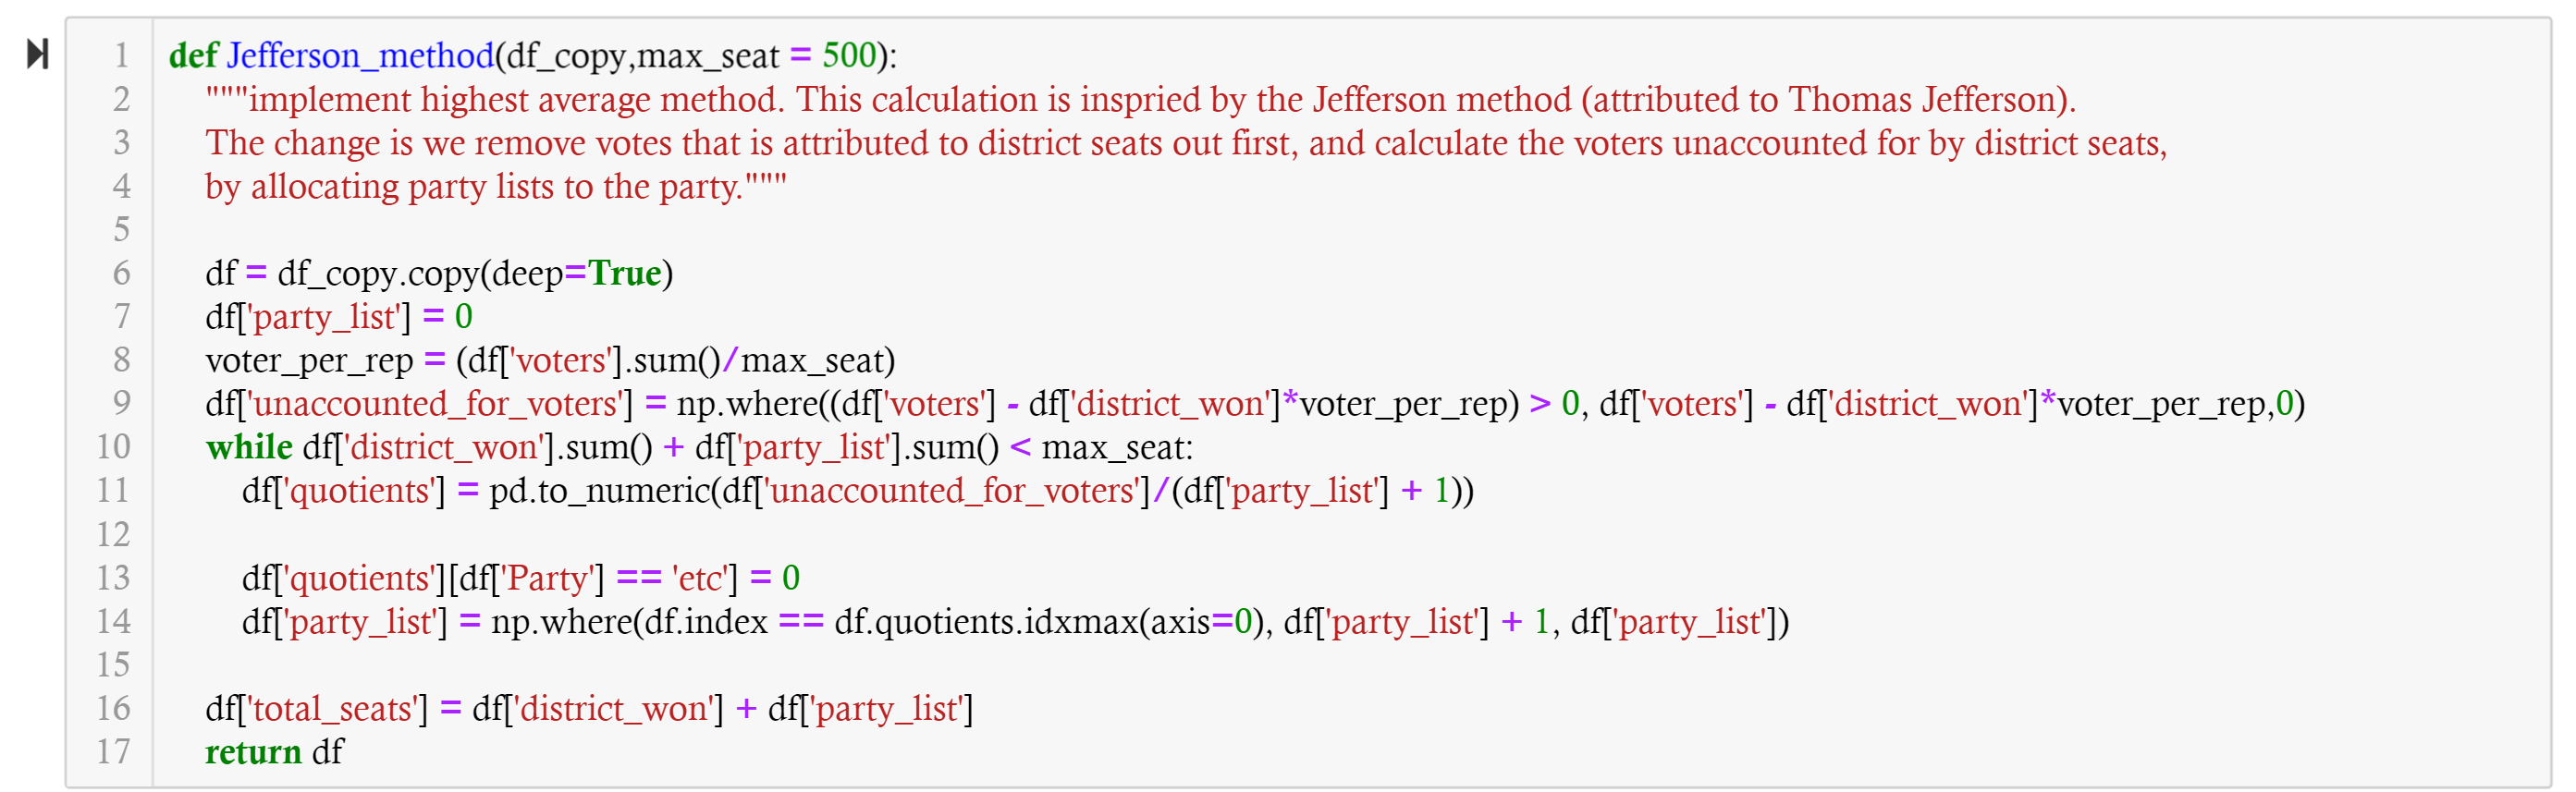 1 def Jefferson_method(df_copy,max_seat = 500):
2     """implement highest average method. This calculation is inspried by the Jefferson method (attributed to Thomas Jefferson).
3     The change is we remove votes that is attributed to district seats out first, and calculate the voters unaccounted for by district seats,
4     by allocating party lists to the party."""
5
6     df = df_copy.copy(deep=True)
7     df['party_list'] = 0
8     voter_per_rep = (df['voters'].sum()/max_seat)
9     df['unaccounted_for_voters'] = np.where((df['voters'] - df['district_won']*voter_per_rep) > 0, df['voters'] - df['district_won']*voter_per_rep,0)
10     while df['district_won'].sum() + df['party_list'].sum() < max_seat:
11         df['quotients'] = pd.to_numeric(df['unaccounted_for_voters']/(df['party_list'] + 1))
12
13         df['quotients'][df['Party'] == 'etc'] = 0
14         df['party_list'] = np.where(df.index == df.quotients.idxmax(axis=0), df['party_list'] + 1, df['party_list'])
15
16     df['total_seats'] = df['district_won'] + df['party_list']
17     return df